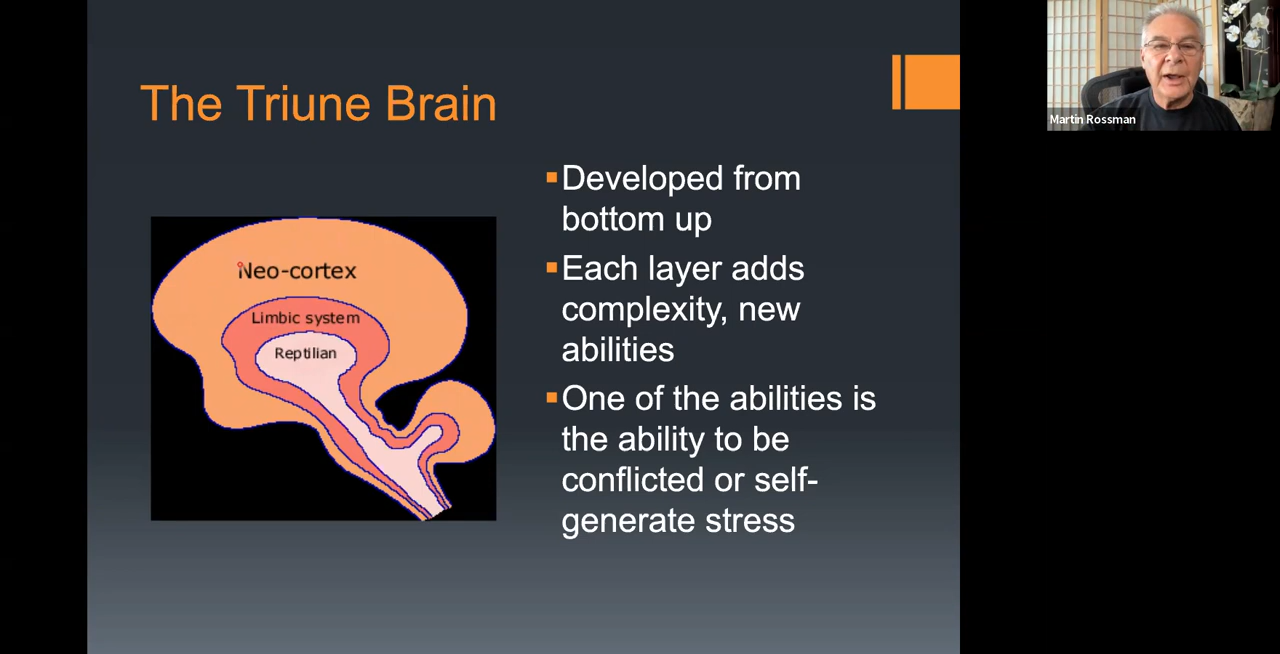 The Triune Brain
Neo-cortex
Limbic system
Reptilian
Developed from
bottom up
Each layer adds
complexity, new
abilities
One of the abilities is
the ability to be
conflicted or self-
generate stress
Martin Rossman